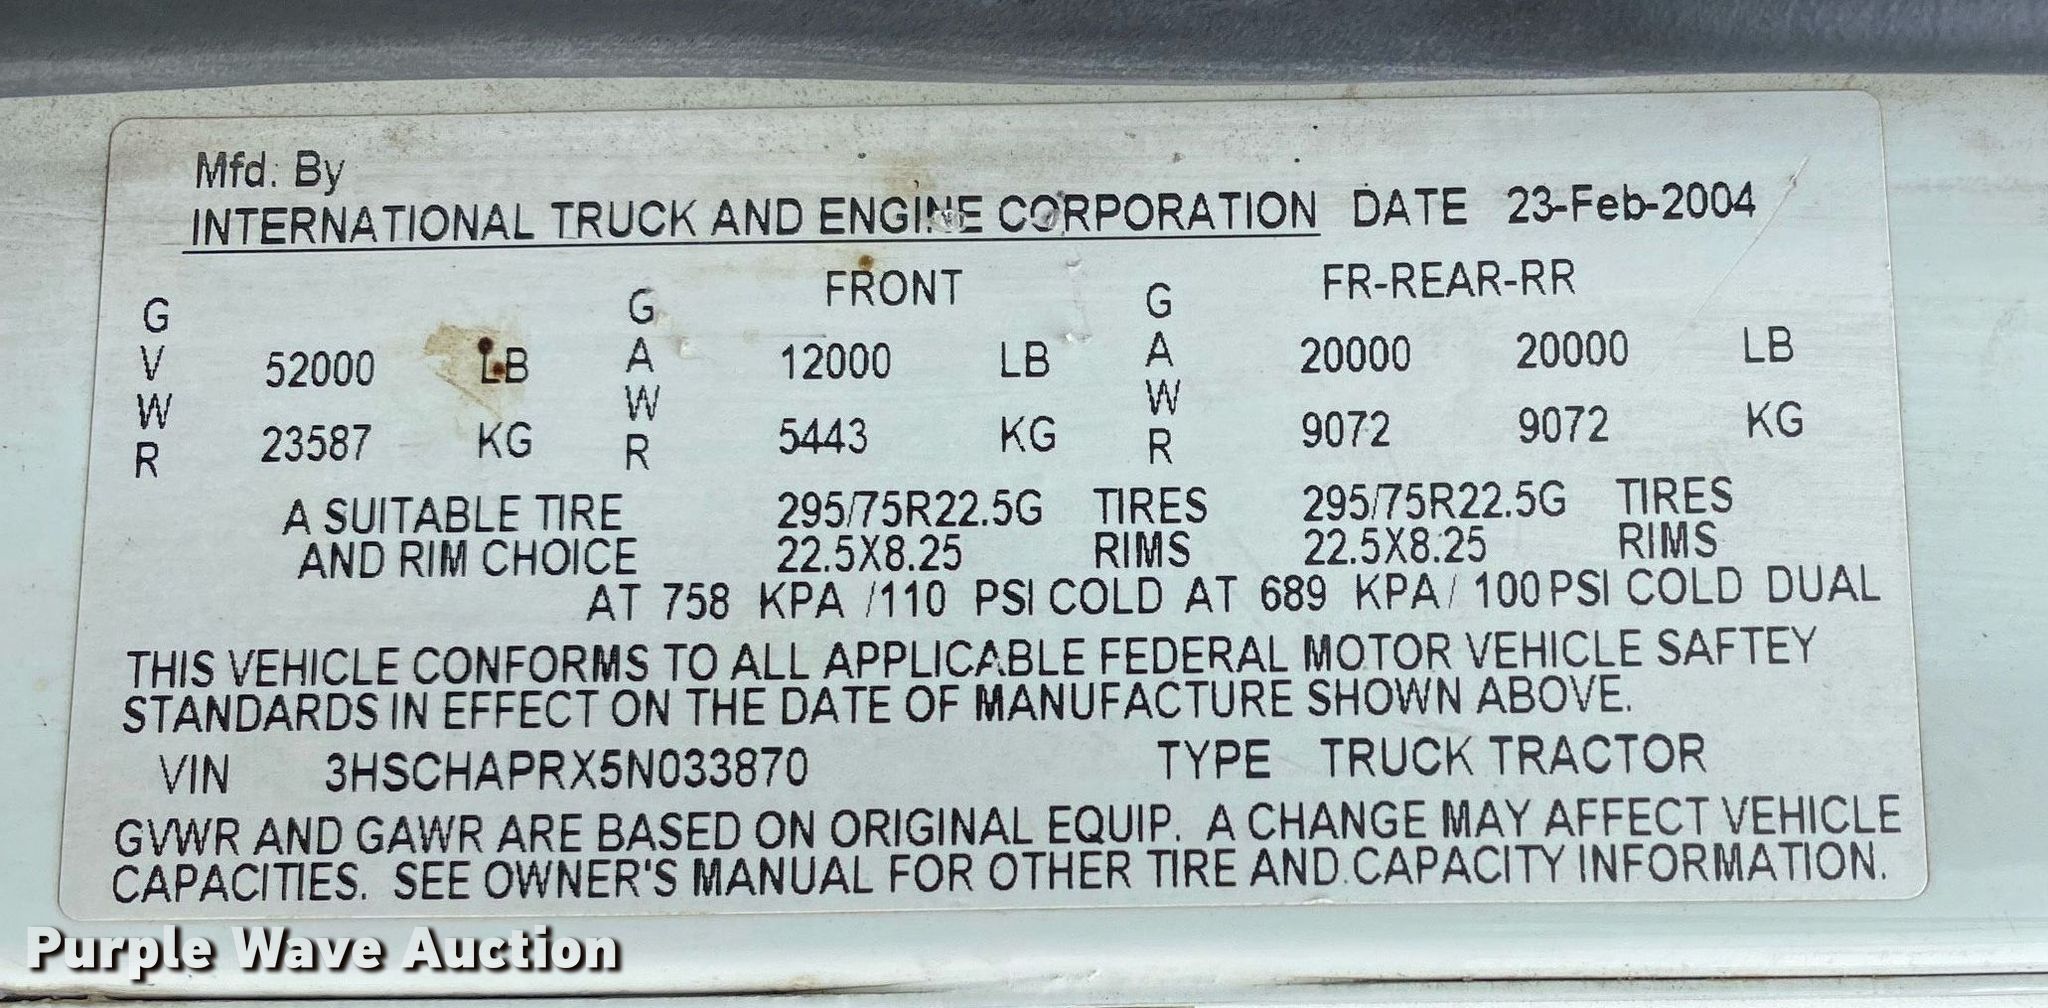 Mfd. By
INTERNATIONAL TRUCK AND ENGINE CORPORATION DATE 23-Feb-2004
FRONT FR-REAR-RR
GVWR 52000 LB GAWR 12000 LB GAWR 20000 20000 LB
23587 KG 5443 KG 9072 9072 KG
A SUITABLE TIRE 295/75R22.5G TIRES 295/75R22.5G TIRES
AND RIM CHOICE 22.5X8.25 RIMS 22.5X8.25 RIMS
AT 758 KPA /110 PSI COLD AT 689 KPA/ 100 PSI COLD DUAL
THIS VEHICLE CONFORMS TO ALL APPLICABLE FEDERAL MOTOR VEHICLE SAFTEY
STANDARDS IN EFFECT ON THE DATE OF MANUFACTURE SHOWN ABOVE.
VIN 3HSCHAPRX5N033870 TYPE TRUCK TRACTOR
GVWR AND GAWR ARE BASED ON ORIGINAL EQUIP. A CHANGE MAY AFFECT VEHICLE
CAPACITIES. SEE OWNER'S MANUAL FOR OTHER TIRE AND CAPACITY INFORMATION.
Purple Wave Auction